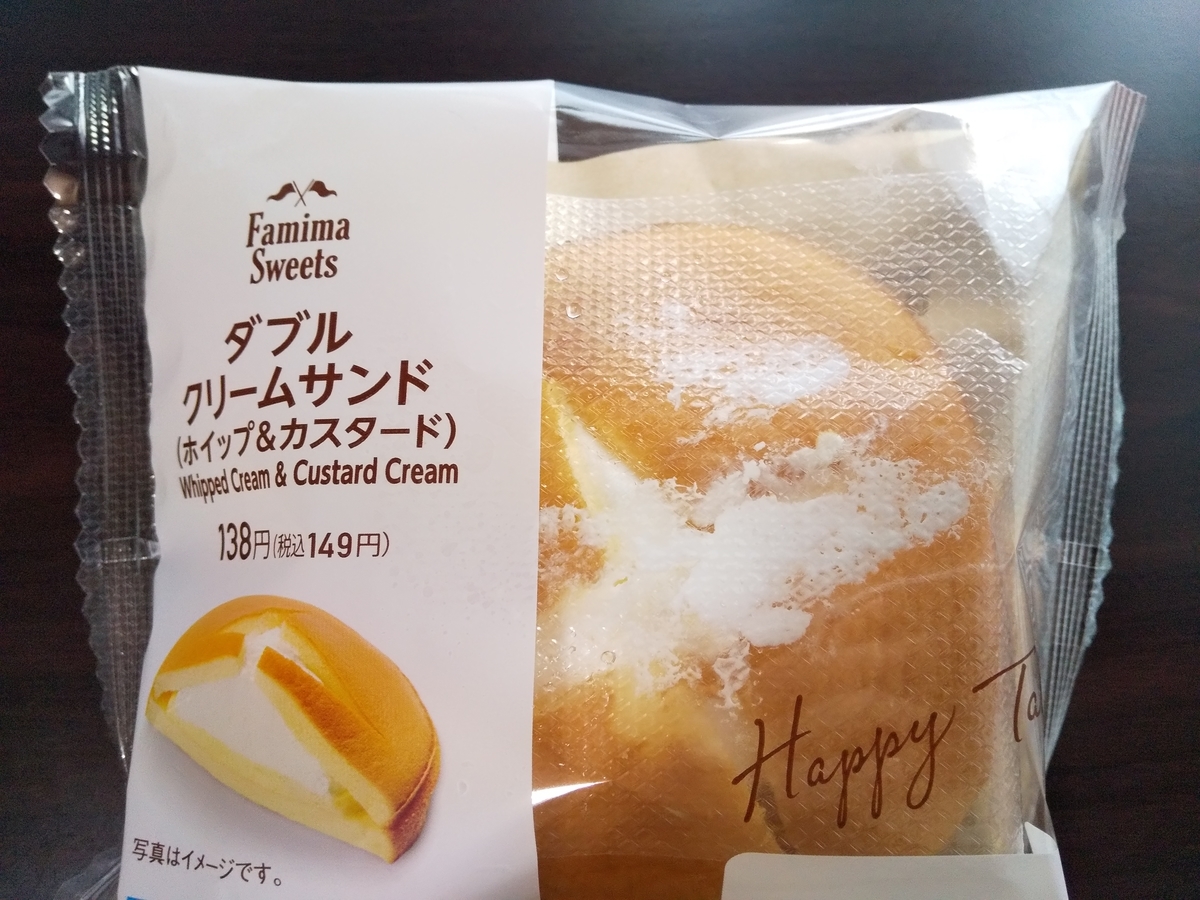 Famima
Sweets
ダブル
クリームサンド
(ホイップ&カスタード)
Whipped Cream & Custard Cream
138円(税込149円)
写真はイメージです。
Happy